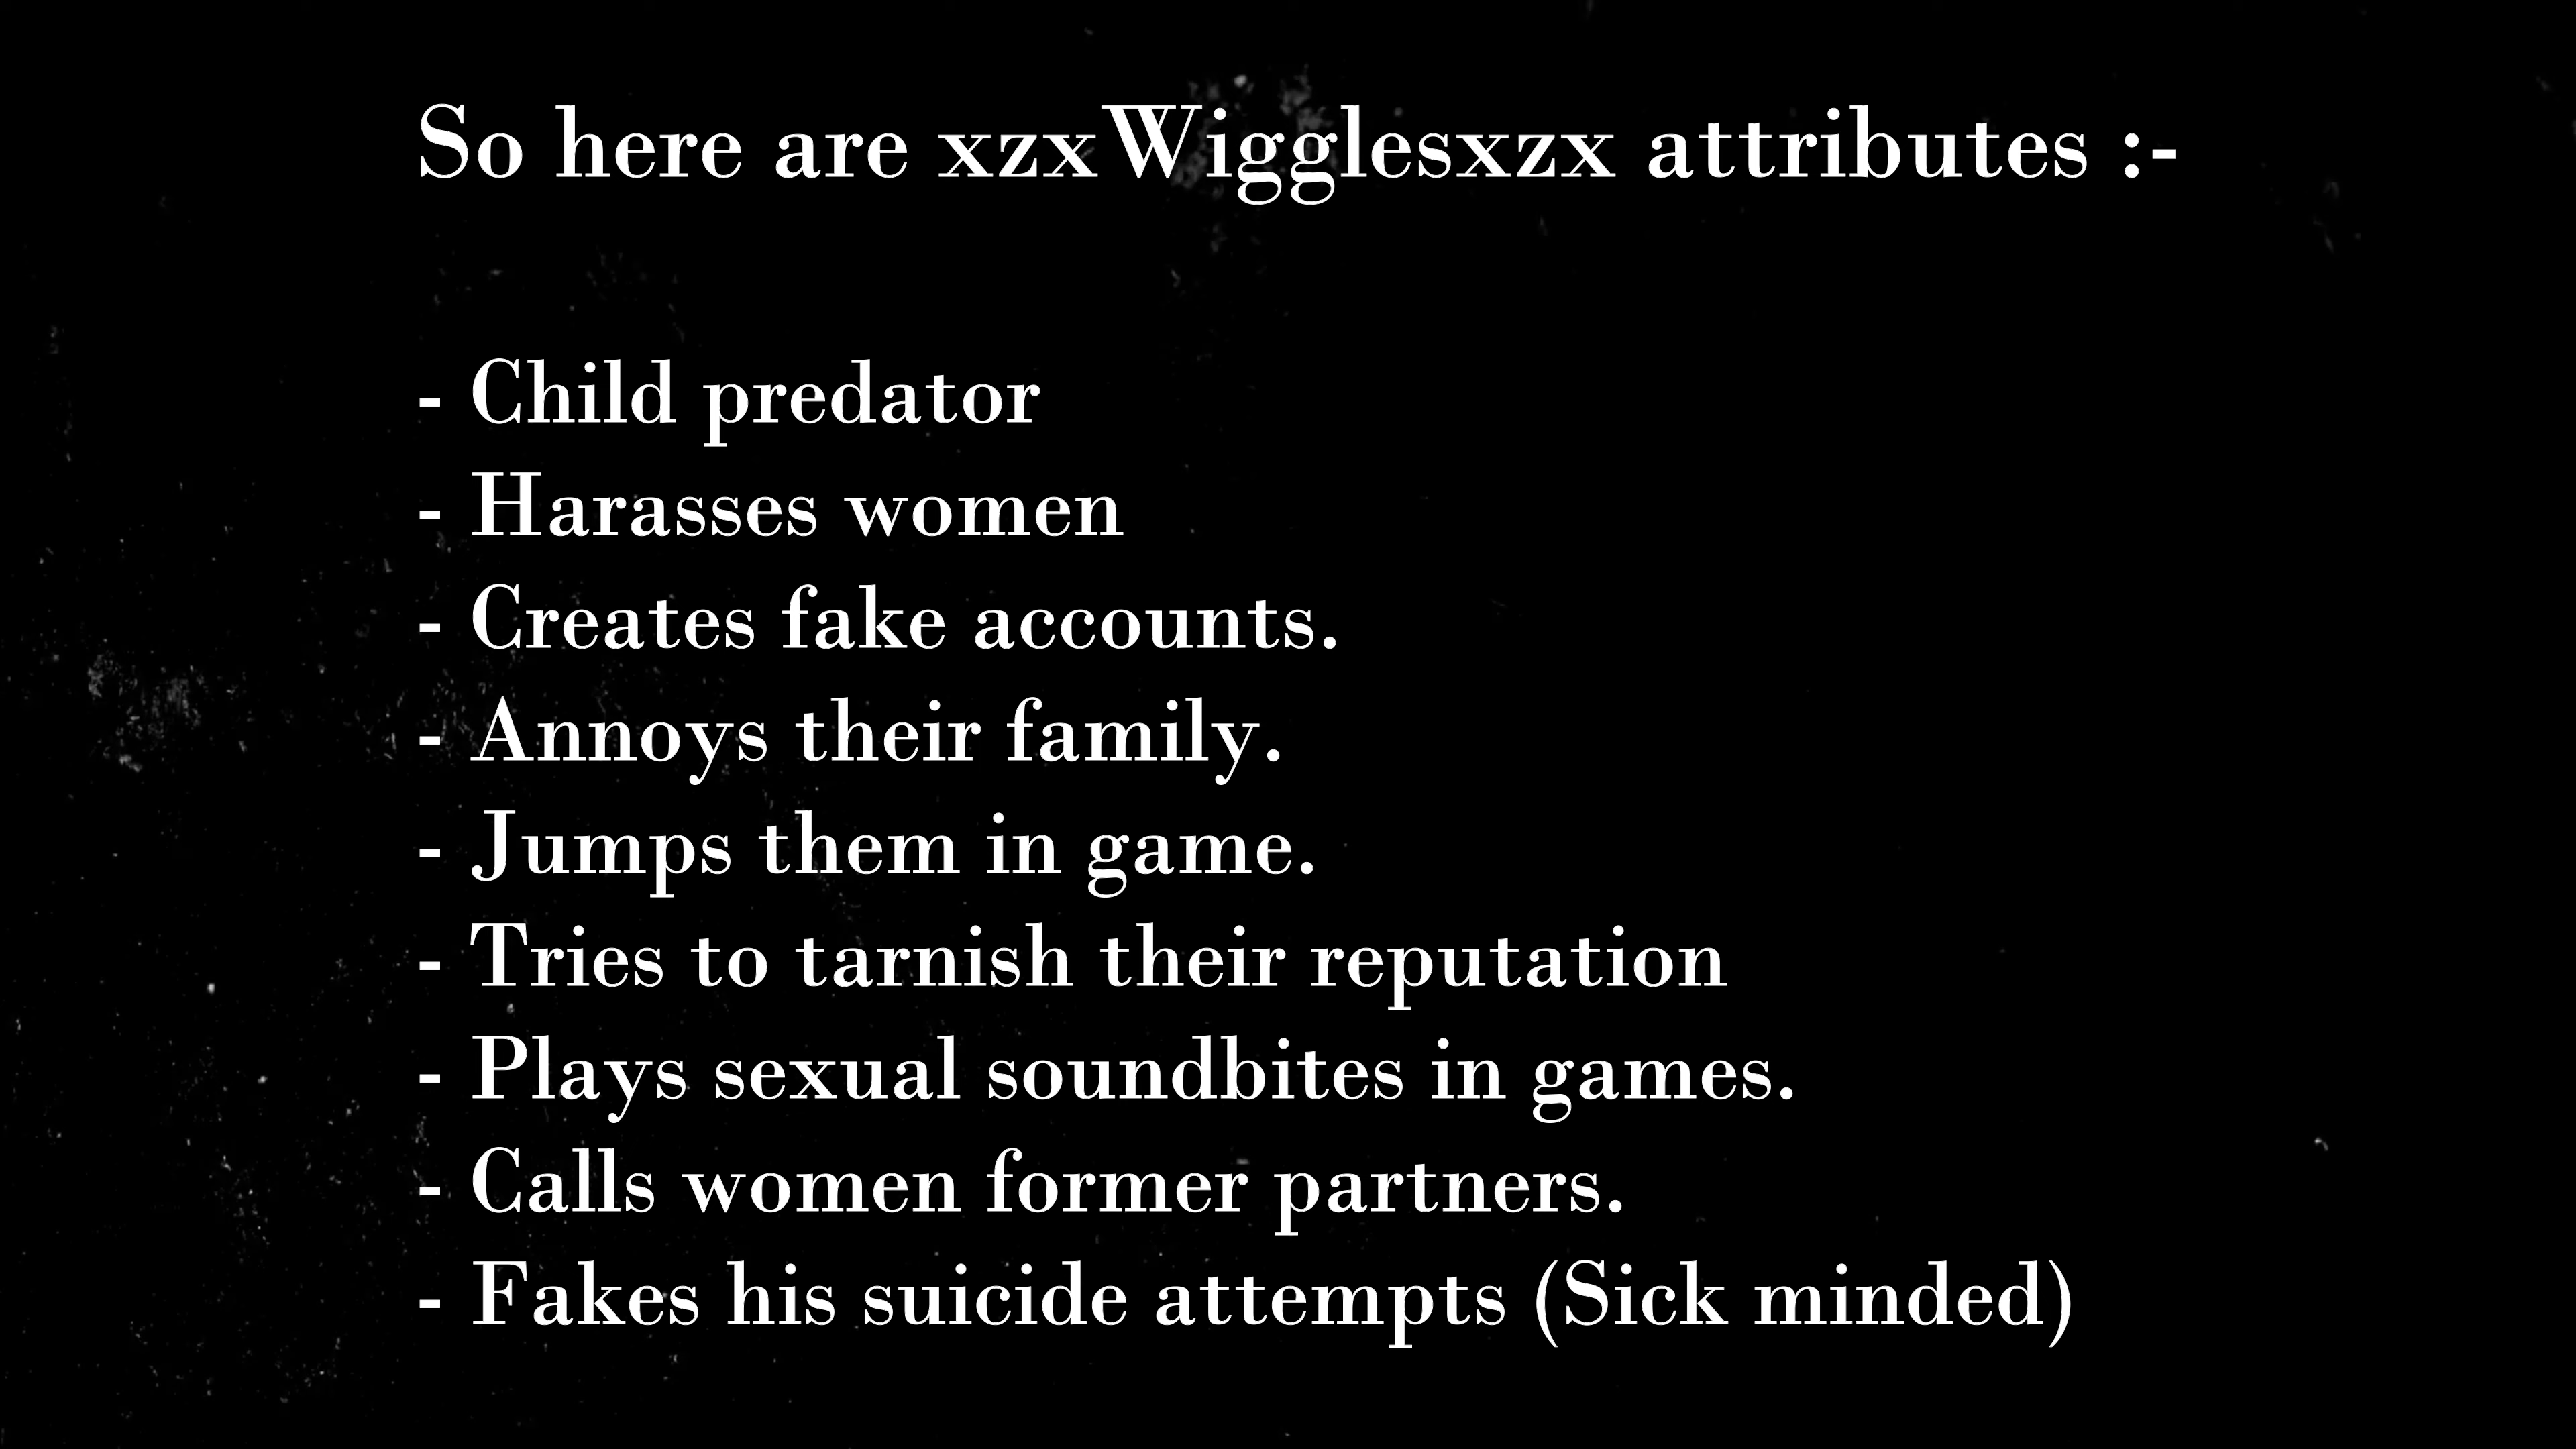 So here are xzxWigglesxzx attributes :-
- Child predator
- Harasses women
- Creates fake accounts.
- Annoys their family.
- Jumps them in game.
- Tries to tarnish their reputation
- Plays sexual soundbites in games.
- Calls women former partners.
- Fakes his suicide attempts (Sick minded)